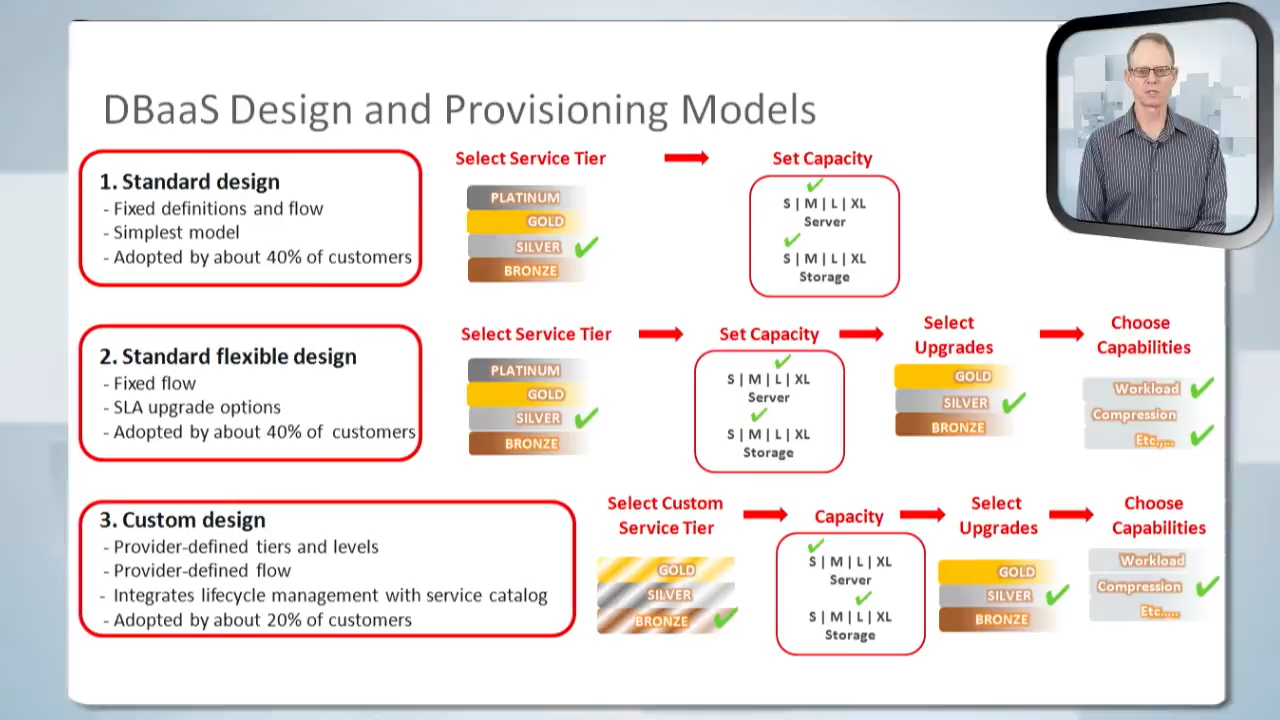 DBaaS Design and Provisioning Models
1. Standard design
- Fixed definitions and flow
- Simplest model
- Adopted by about 40% of customers
Select Service Tier
PLATINUM
GOLD
SILVER
BRONZE
Set Capacity
S | M | L | XL
Server
S | M | L | XL
Storage
2. Standard flexible design
- Fixed flow
- SLA upgrade options
- Adopted by about 40% of customers
Select Service Tier
PLATINUM
GOLD
SILVER
BRONZE
Set Capacity
S | M | L | XL
Server
S | M | L | XL
Storage
Select
Upgrades
GOLD
SILVER
BRONZE
Choose
Capabilities
Workload
Compression
Etc.,...
3. Custom design
- Provider-defined tiers and levels
- Provider-defined flow
- Integrates lifecycle management with service catalog
- Adopted by about 20% of customers
Select Custom
Service Tier
GOLD
SILVER
BRONZE
Capacity
S | M | L | XL
Server
S | M | L | XL
Storage
Select
Upgrades
GOLD
SILVER
BRONZE
Choose
Capabilities
Workload
Compression
Etc.....